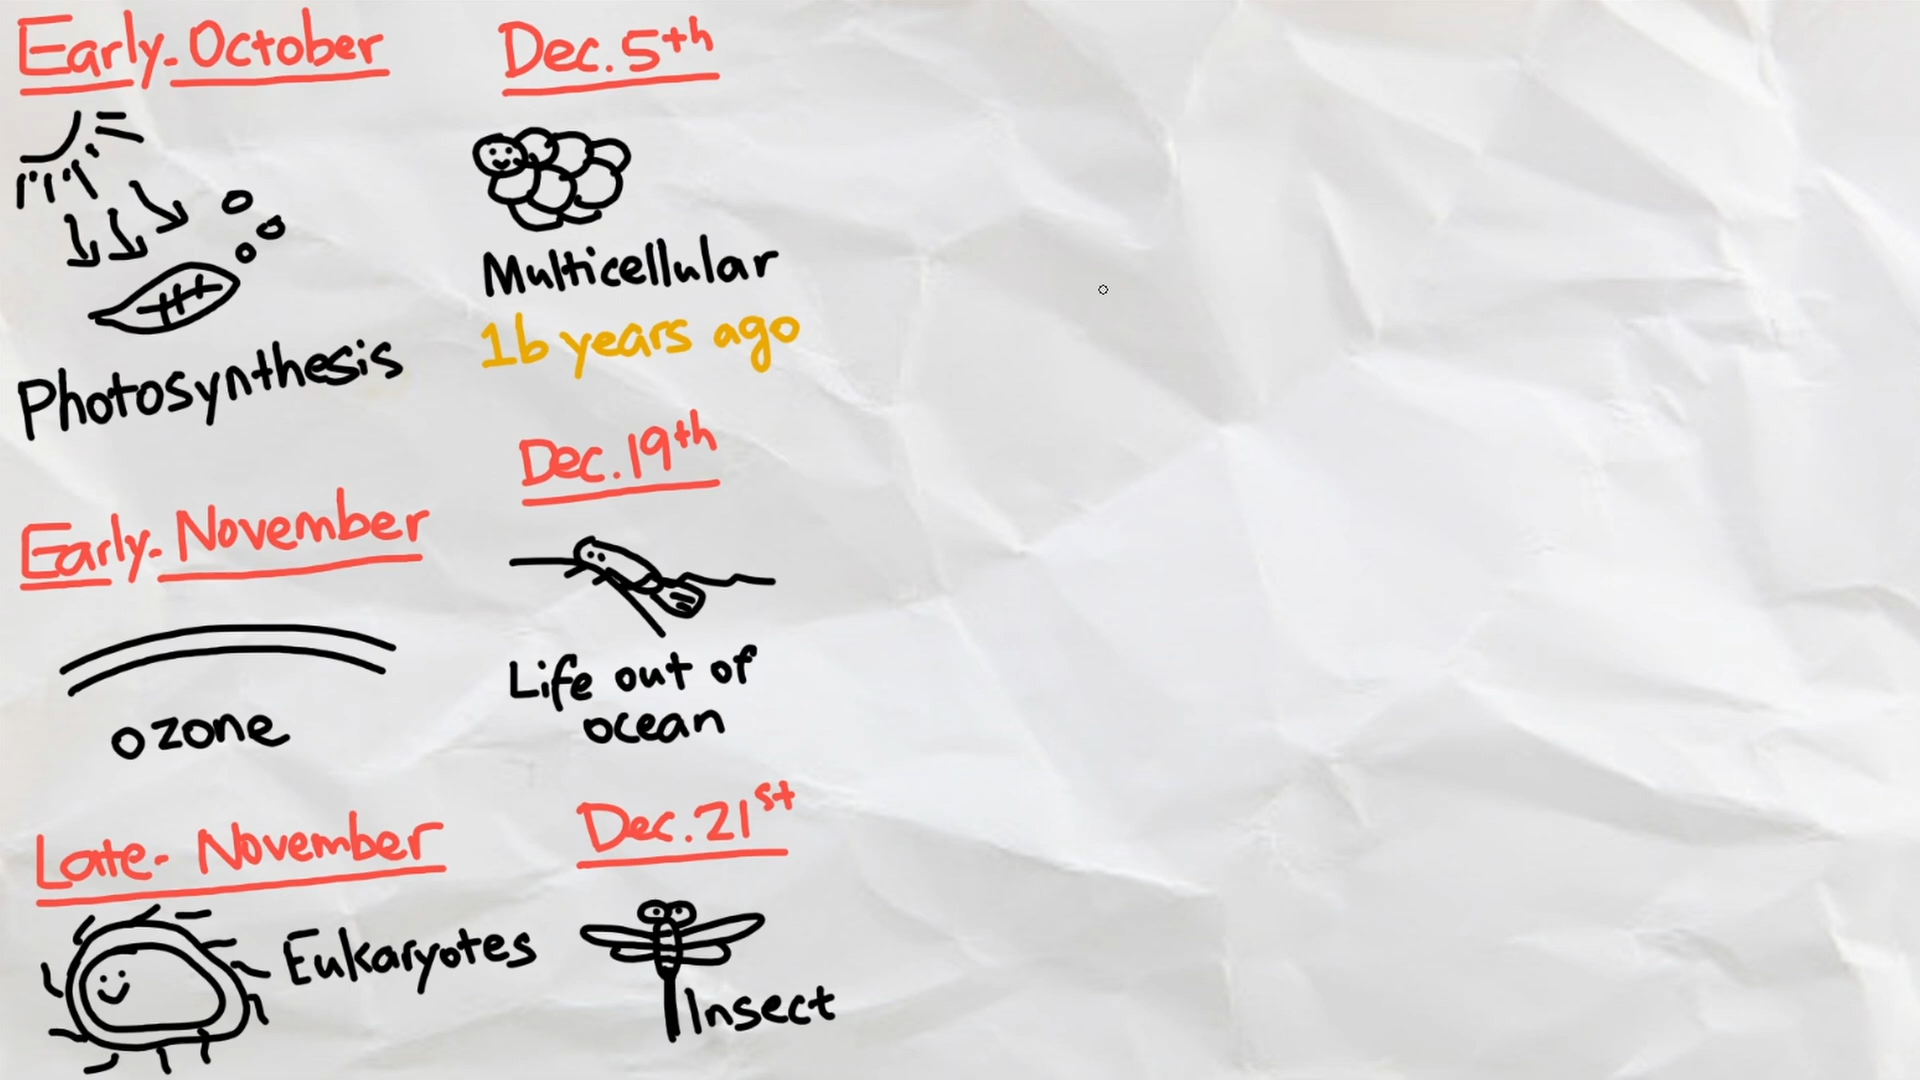 Early-October
Photosynthesis
Early-November
ozone
Late-November
Eukaryotes
Dec. 5th
Multicellular
1b years ago
Dec. 19th
Life out of
ocean
Dec. 21st
Insect